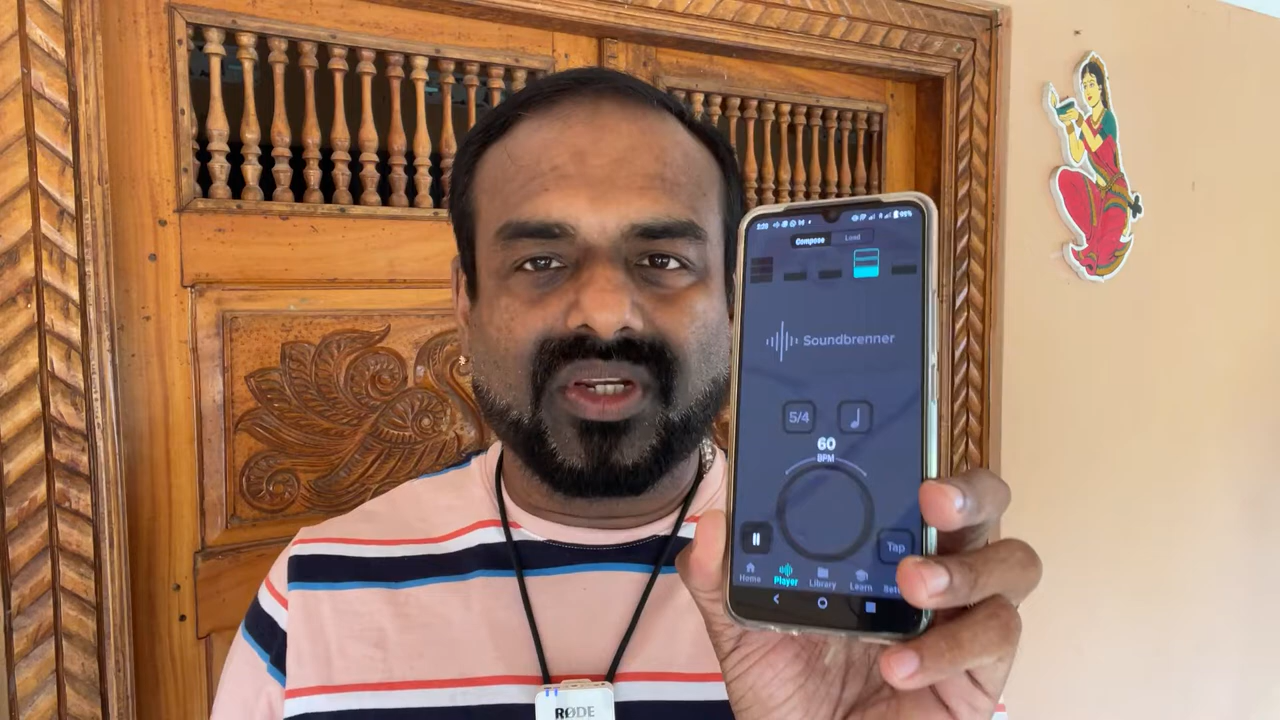 Compose Load
Soundbrenner
5/4
60
BPM
Tap
Home Player Library Learn
RØDE